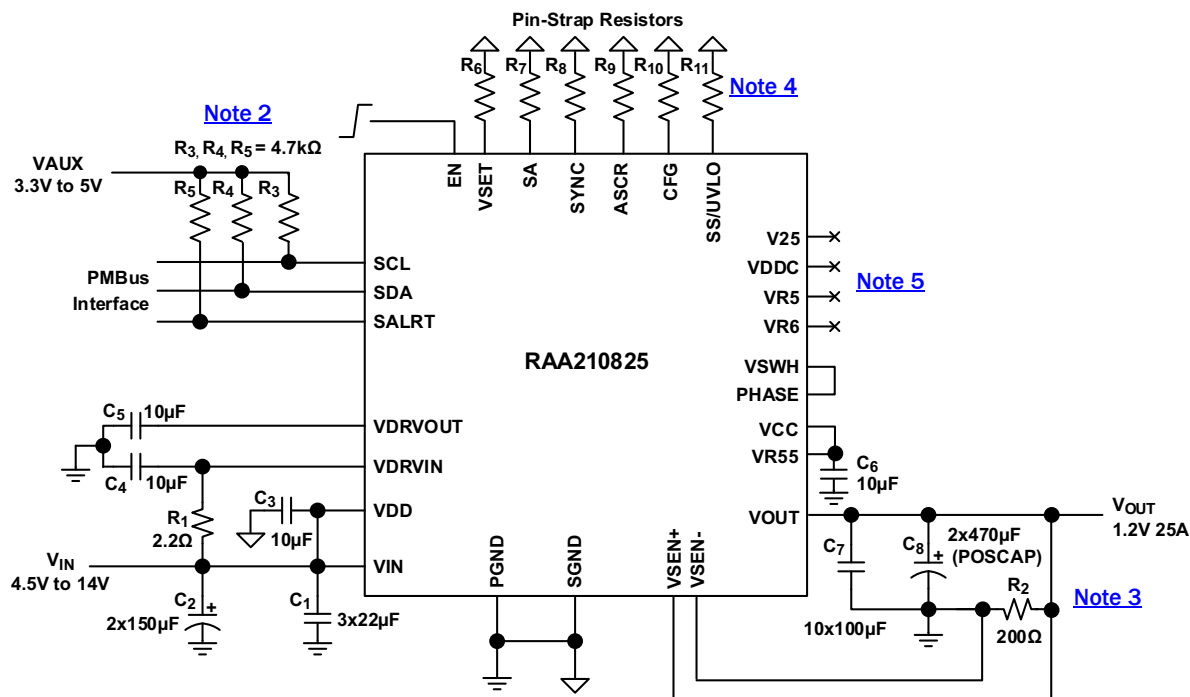 Pin-Strap Resistors
R6 R7 R8 R9 R10 R11
Note 4
Note 2
R3, R4, R5 = 4.7kΩ
VAUX
3.3V to 5V
R5 R4 R3
EN
VSET
SA
SYNC
ASCR
CFG
SS/UVLO
PMBus
Interface
SCL
SDA
SALRT
V25
VDDC
VR5
VR6
Note 5
RAA210825
VSWH
PHASE
VCC
VR55
C6
10µF
C5
10µF
VDRVOUT
C4
10µF
VDRVIN
R1
2.2Ω
C3
10µF
VDD
VIN
4.5V to 14V
VIN
C2
+
2x150µF
C1
3x22µF
PGND
SGND
VSEN+
VSEN-
VOUT
VOUT
1.2V 25A
C7
10x100µF
C8
+
2x470µF
(POSCAP)
R2
200Ω
Note 3